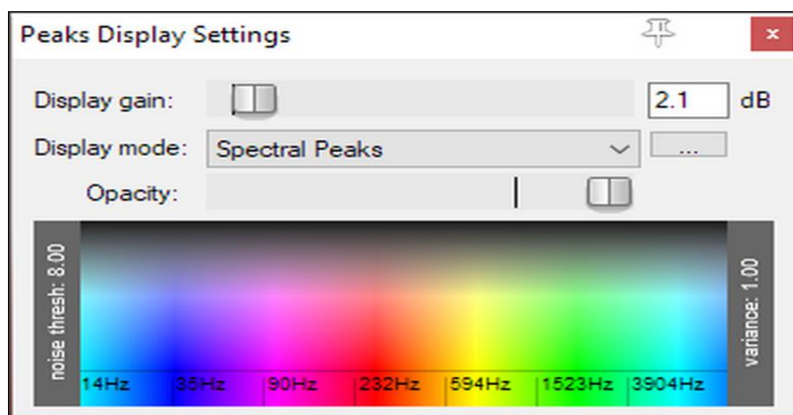 Peaks Display Settings
x
Display gain: 2.1 dB
Display mode: Spectral Peaks ...
Opacity:
noise thresh: 8.00
14Hz 35Hz 90Hz 232Hz 594Hz 1523Hz 3904Hz
variance: 1.00